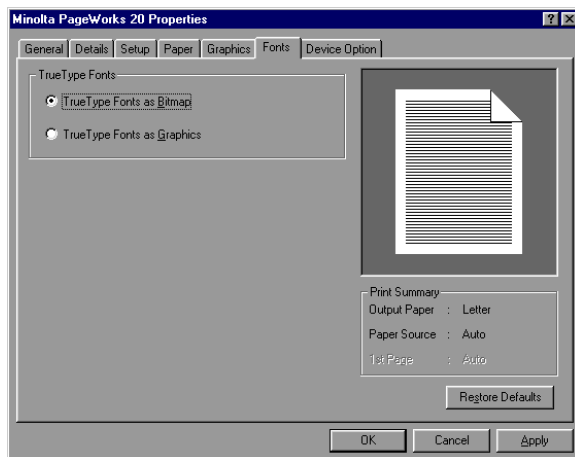 Minolta PageWorks 20 Properties
General Details Setup Paper Graphics Fonts Device Option
TrueType Fonts
TrueType Fonts as Bitmap
TrueType Fonts as Graphics
Print Summary
Output Paper : Letter
Paper Source : Auto
1st Page : Auto
Restore Defaults
OK Cancel Apply